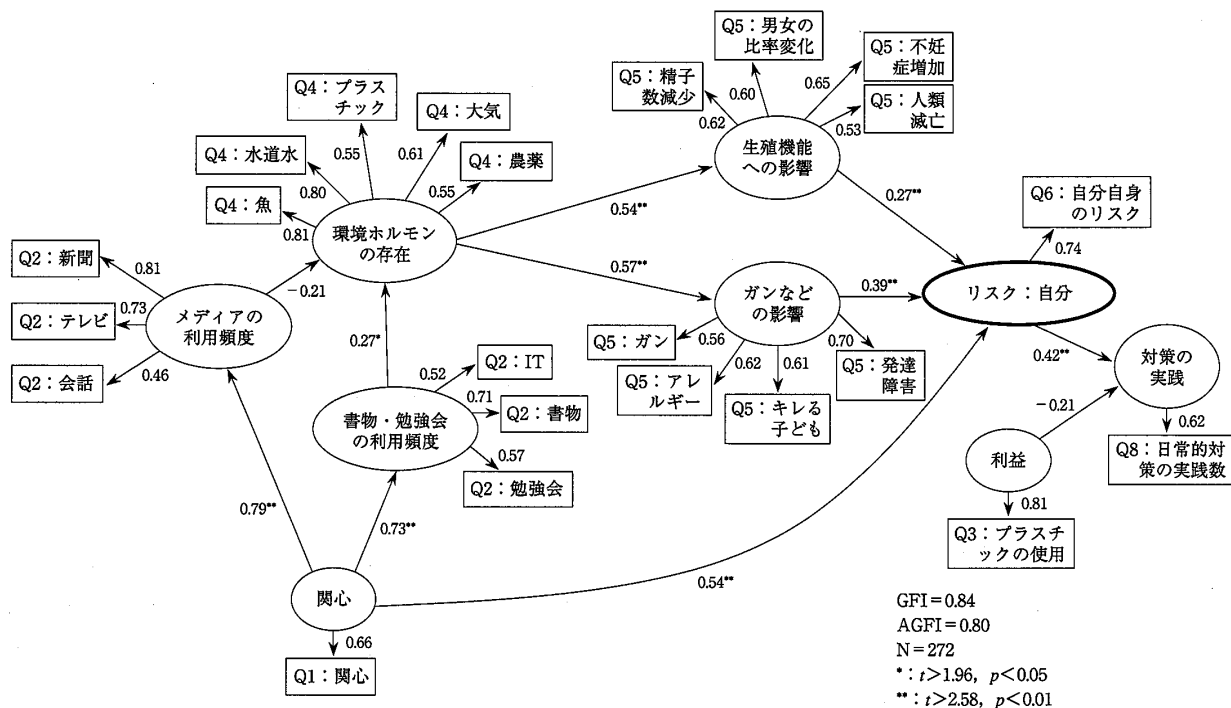 Q5：男女の
比率変化
Q5：不妊
症増加
Q5：精子
数減少
Q5：人類
滅亡
0.60
0.65
0.62
0.53
生殖機能
への影響
Q4：プラス
チック
Q4：大気
Q4：水道水
Q4：農薬
Q4：魚
0.55
0.61
0.80
0.55
0.81
環境ホルモン
の存在
0.54**
0.57**
0.27**
Q6：自分自身
のリスク
0.74
リスク：自分
0.39**
ガンなど
の影響
Q5：ガン
0.56
Q5：アレ
ルギー
0.62
Q5：キレる
子ども
0.61
Q5：発達
障害
0.70
Q2：新聞
0.81
Q2：テレビ
0.73
Q2：会話
0.46
メディアの
利用頻度
−0.21
0.27*
書物・勉強会
の利用頻度
0.52
Q2：IT
0.71
Q2：書物
0.57
Q2：勉強会
0.42**
対策の
実践
−0.21
0.62
Q8：日常的対
策の実践数
利益
0.81
Q3：プラスチ
ックの使用
0.79**
0.73**
0.54**
関心
0.66
Q1：関心
GFI＝0.84
AGFI＝0.80
N＝272
*：t＞1.96，p＜0.05
**：t＞2.58，p＜0.01